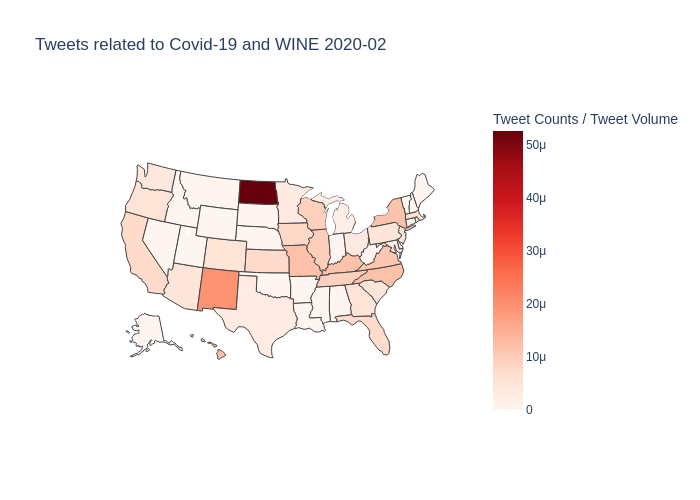 Tweets related to Covid-19 and WINE 2020-02
Tweet Counts / Tweet Volume
50μ
40μ
30μ
20μ
10μ
0